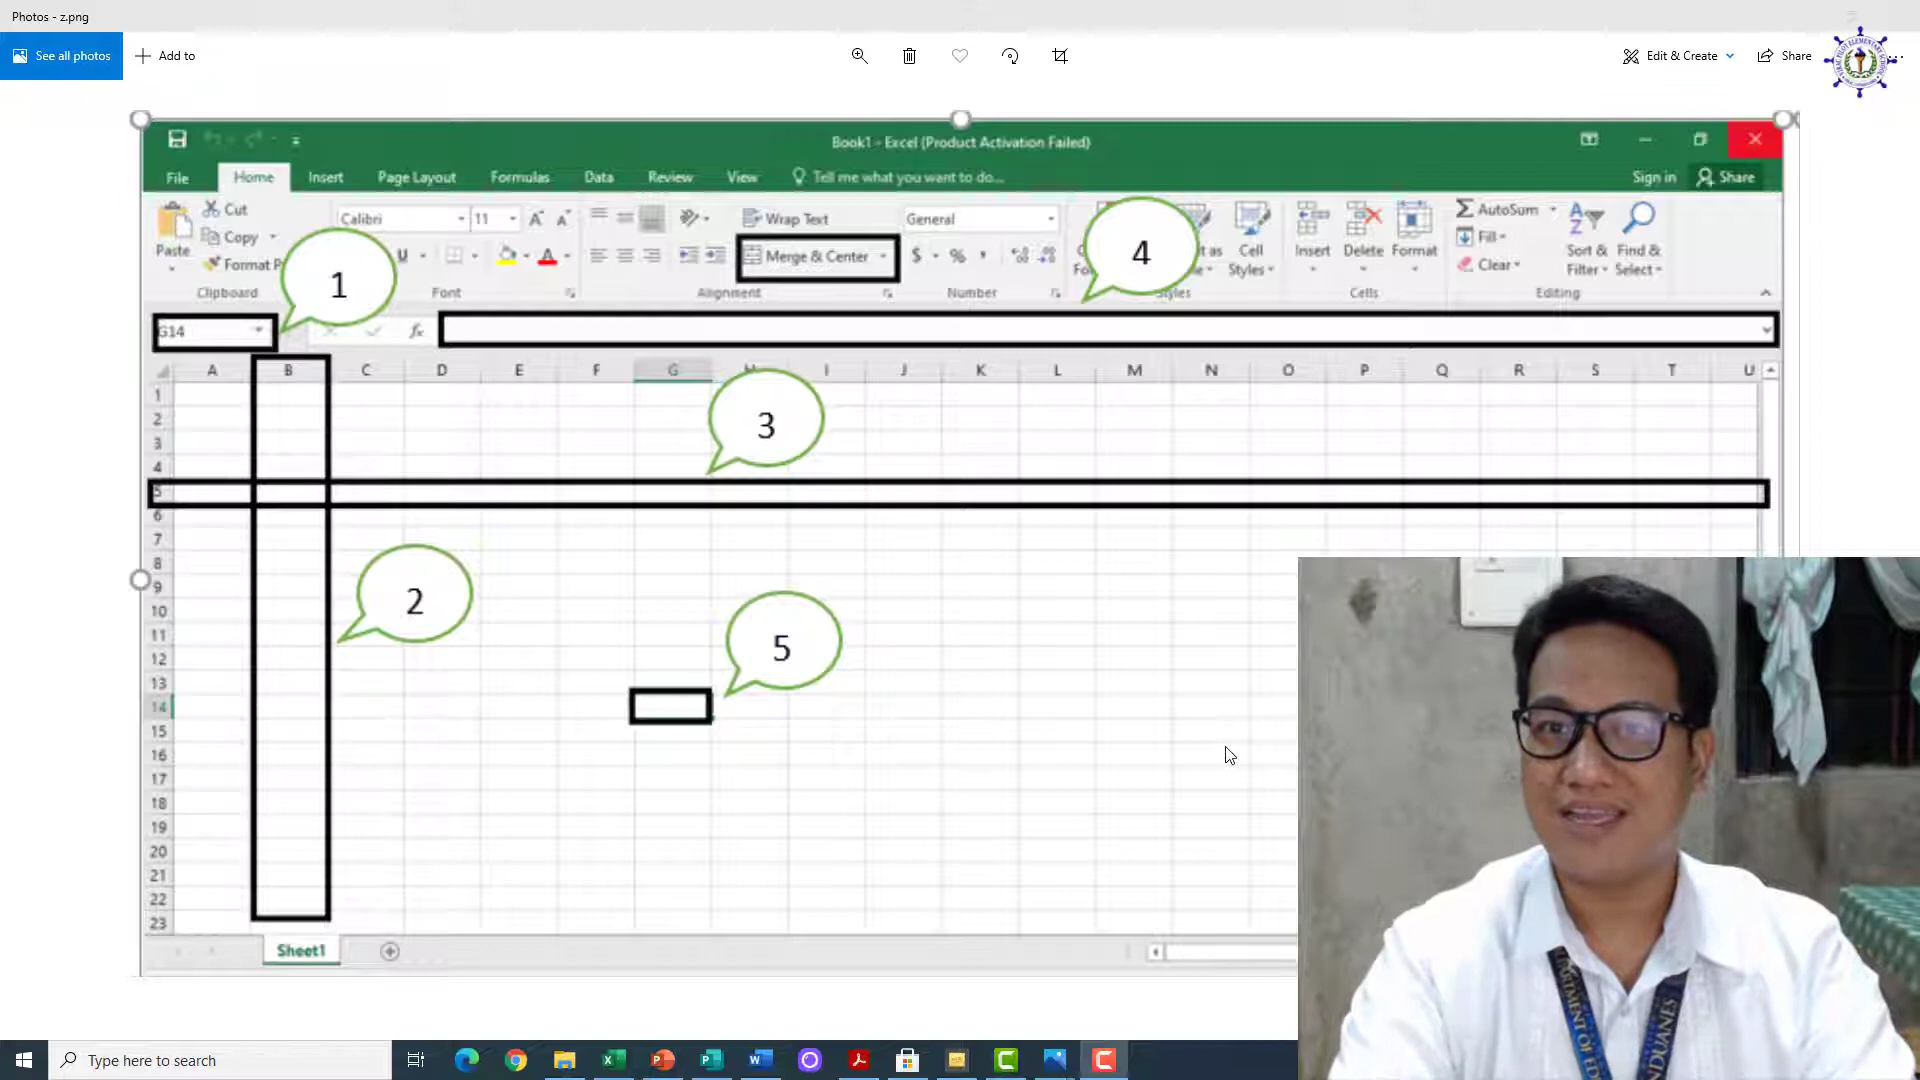 Photos - z.png
See all photos
Add to
Edit & Create
Share
Book1 - Excel (Product Activation Failed)
File Home Insert Page Layout Formulas Data Review View Tell me what you want to do... Sign in Share
Cut
Calibri 11
Wrap Text
General
AutoSum
Copy
Fill
Paste
Format P
U
A
Merge & Center
$ %
Cell Styles
Insert Delete Format
Clear
Sort & Filter
Find & Select
Clipboard Font Alignment Number Styles Cells Editing
1
4
G14
fx
A B C D E F G H I J K L M N O P Q R S T U
1
2
3
4
5
6
7
8
9
10
11
12
13
14
15
16
17
18
19
20
21
22
23
3
2
5
Sheet1
Type here to search